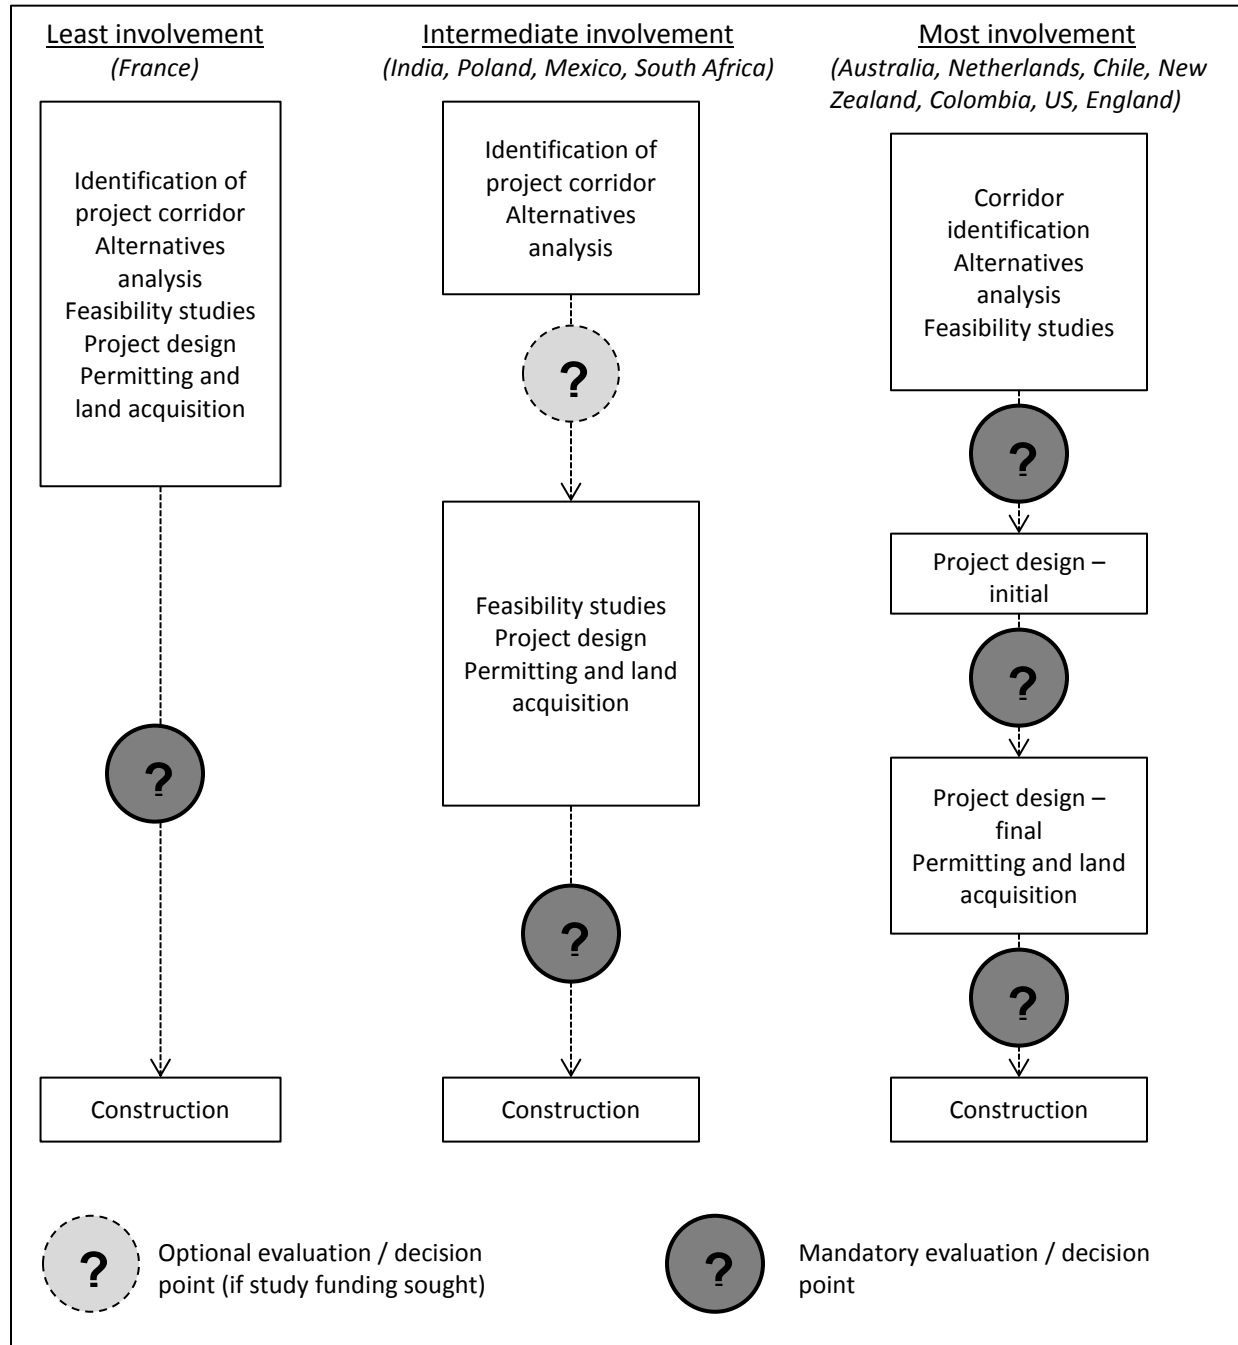 Least involvement
(France)
Identification of
project corridor
Alternatives
analysis
Feasibility studies
Project design
Permitting and
land acquisition
?
Construction
Intermediate involvement
(India, Poland, Mexico, South Africa)
Identification of
project corridor
Alternatives
analysis
?
Feasibility studies
Project design
Permitting and land
acquisition
?
Construction
Most involvement
(Australia, Netherlands, Chile, New
Zealand, Colombia, US, England)
Corridor
identification
Alternatives
analysis
Feasibility studies
?
Project design –
initial
?
Project design –
final
Permitting and land
acquisition
?
Construction
?
Optional evaluation / decision
point (if study funding sought)
?
Mandatory evaluation / decision
point